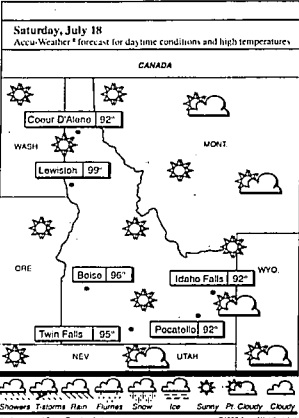 Saturday, July 18
Accu-Weather® forecast for daytime conditions and high temperatures
CANADA
Coeur D'Alene 92°
WASH
MONT.
Lewiston 99°
ORE
WYO.
Boise 96°
Idaho Falls 92°
Twin Falls 95°
Pocatello 92°
NEV
UTAH
Showers T-storms Rain Flurries Snow Ice Sunny Pt. Cloudy Cloudy